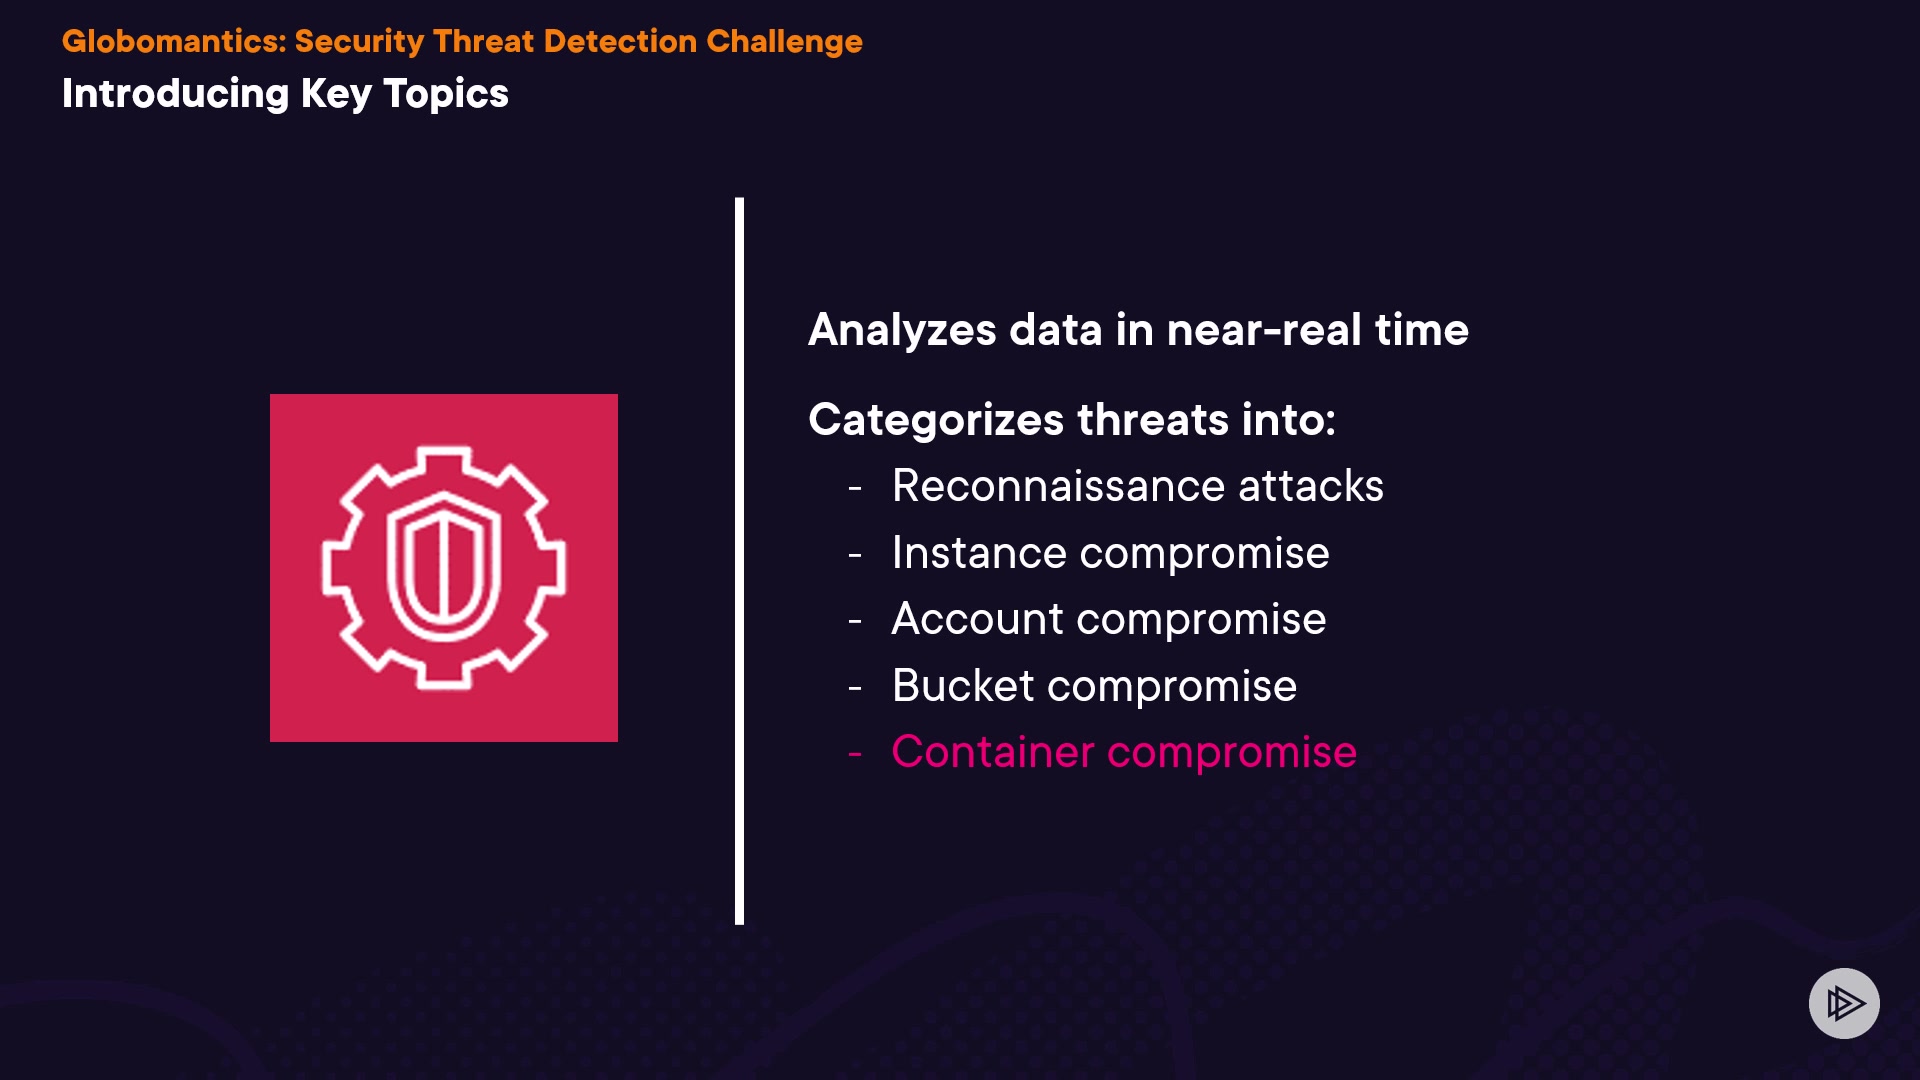 Globomantics: Security Threat Detection Challenge
Introducing Key Topics
Analyzes data in near-real time
Categorizes threats into:
- Reconnaissance attacks
- Instance compromise
- Account compromise
- Bucket compromise
- Container compromise